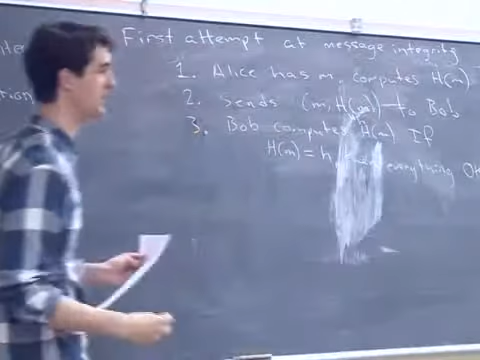 First attempt at message integrity
1. Alice has m, computes H(m)
2. Sends (m, H(m)) to Bob
3. Bob computes H(m) If
H(m) = h, everything OK